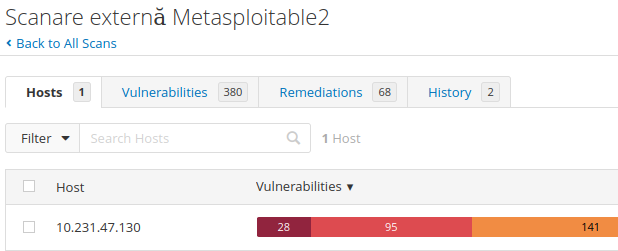 Scanare externă Metasploitable2
Back to All Scans
Hosts 1 Vulnerabilities 380 Remediations 68 History 2
Filter Search Hosts 1 Host
Host Vulnerabilities
10.231.47.130 28 95 141